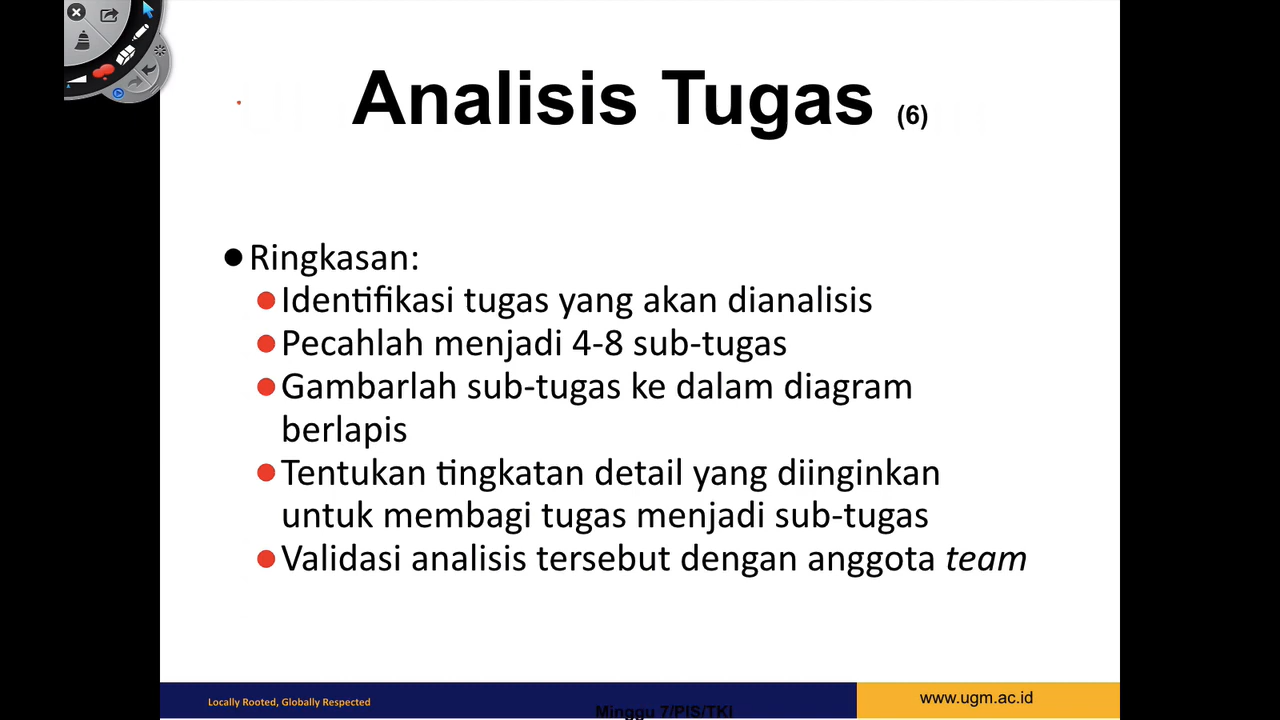 Analisis Tugas (6)
Ringkasan:
Identifikasi tugas yang akan dianalisis
Pecahlah menjadi 4-8 sub-tugas
Gambarlah sub-tugas ke dalam diagram
berlapis
Tentukan tingkatan detail yang diinginkan
untuk membagi tugas menjadi sub-tugas
Validasi analisis tersebut dengan anggota team
Locally Rooted, Globally Respected
Minggu 7/PIS/TKI
www.ugm.ac.id